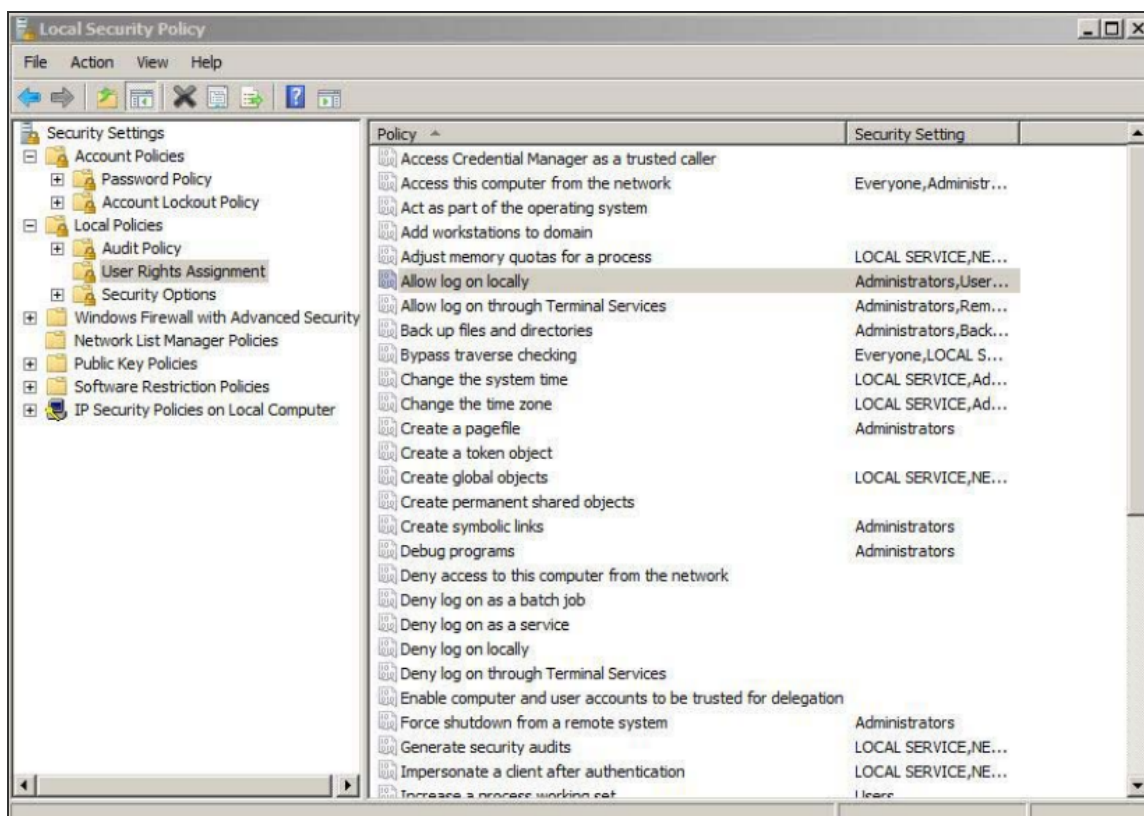 Local Security Policy
File Action View Help
Security Settings
Account Policies
Password Policy
Account Lockout Policy
Local Policies
Audit Policy
User Rights Assignment
Security Options
Windows Firewall with Advanced Security
Network List Manager Policies
Public Key Policies
Software Restriction Policies
IP Security Policies on Local Computer
Policy Security Setting
Access Credential Manager as a trusted caller
Access this computer from the network Everyone,Administr...
Act as part of the operating system
Add workstations to domain
Adjust memory quotas for a process LOCAL SERVICE,NE...
Allow log on locally Administrators,User...
Allow log on through Terminal Services Administrators,Rem...
Back up files and directories Administrators,Back...
Bypass traverse checking Everyone,LOCAL S...
Change the system time LOCAL SERVICE,Ad...
Change the time zone LOCAL SERVICE,Ad...
Create a pagefile Administrators
Create a token object
Create global objects LOCAL SERVICE,NE...
Create permanent shared objects
Create symbolic links Administrators
Debug programs Administrators
Deny access to this computer from the network
Deny log on as a batch job
Deny log on as a service
Deny log on locally
Deny log on through Terminal Services
Enable computer and user accounts to be trusted for delegation
Force shutdown from a remote system Administrators
Generate security audits LOCAL SERVICE,NE...
Impersonate a client after authentication LOCAL SERVICE,NE...
Increase a process working set Users